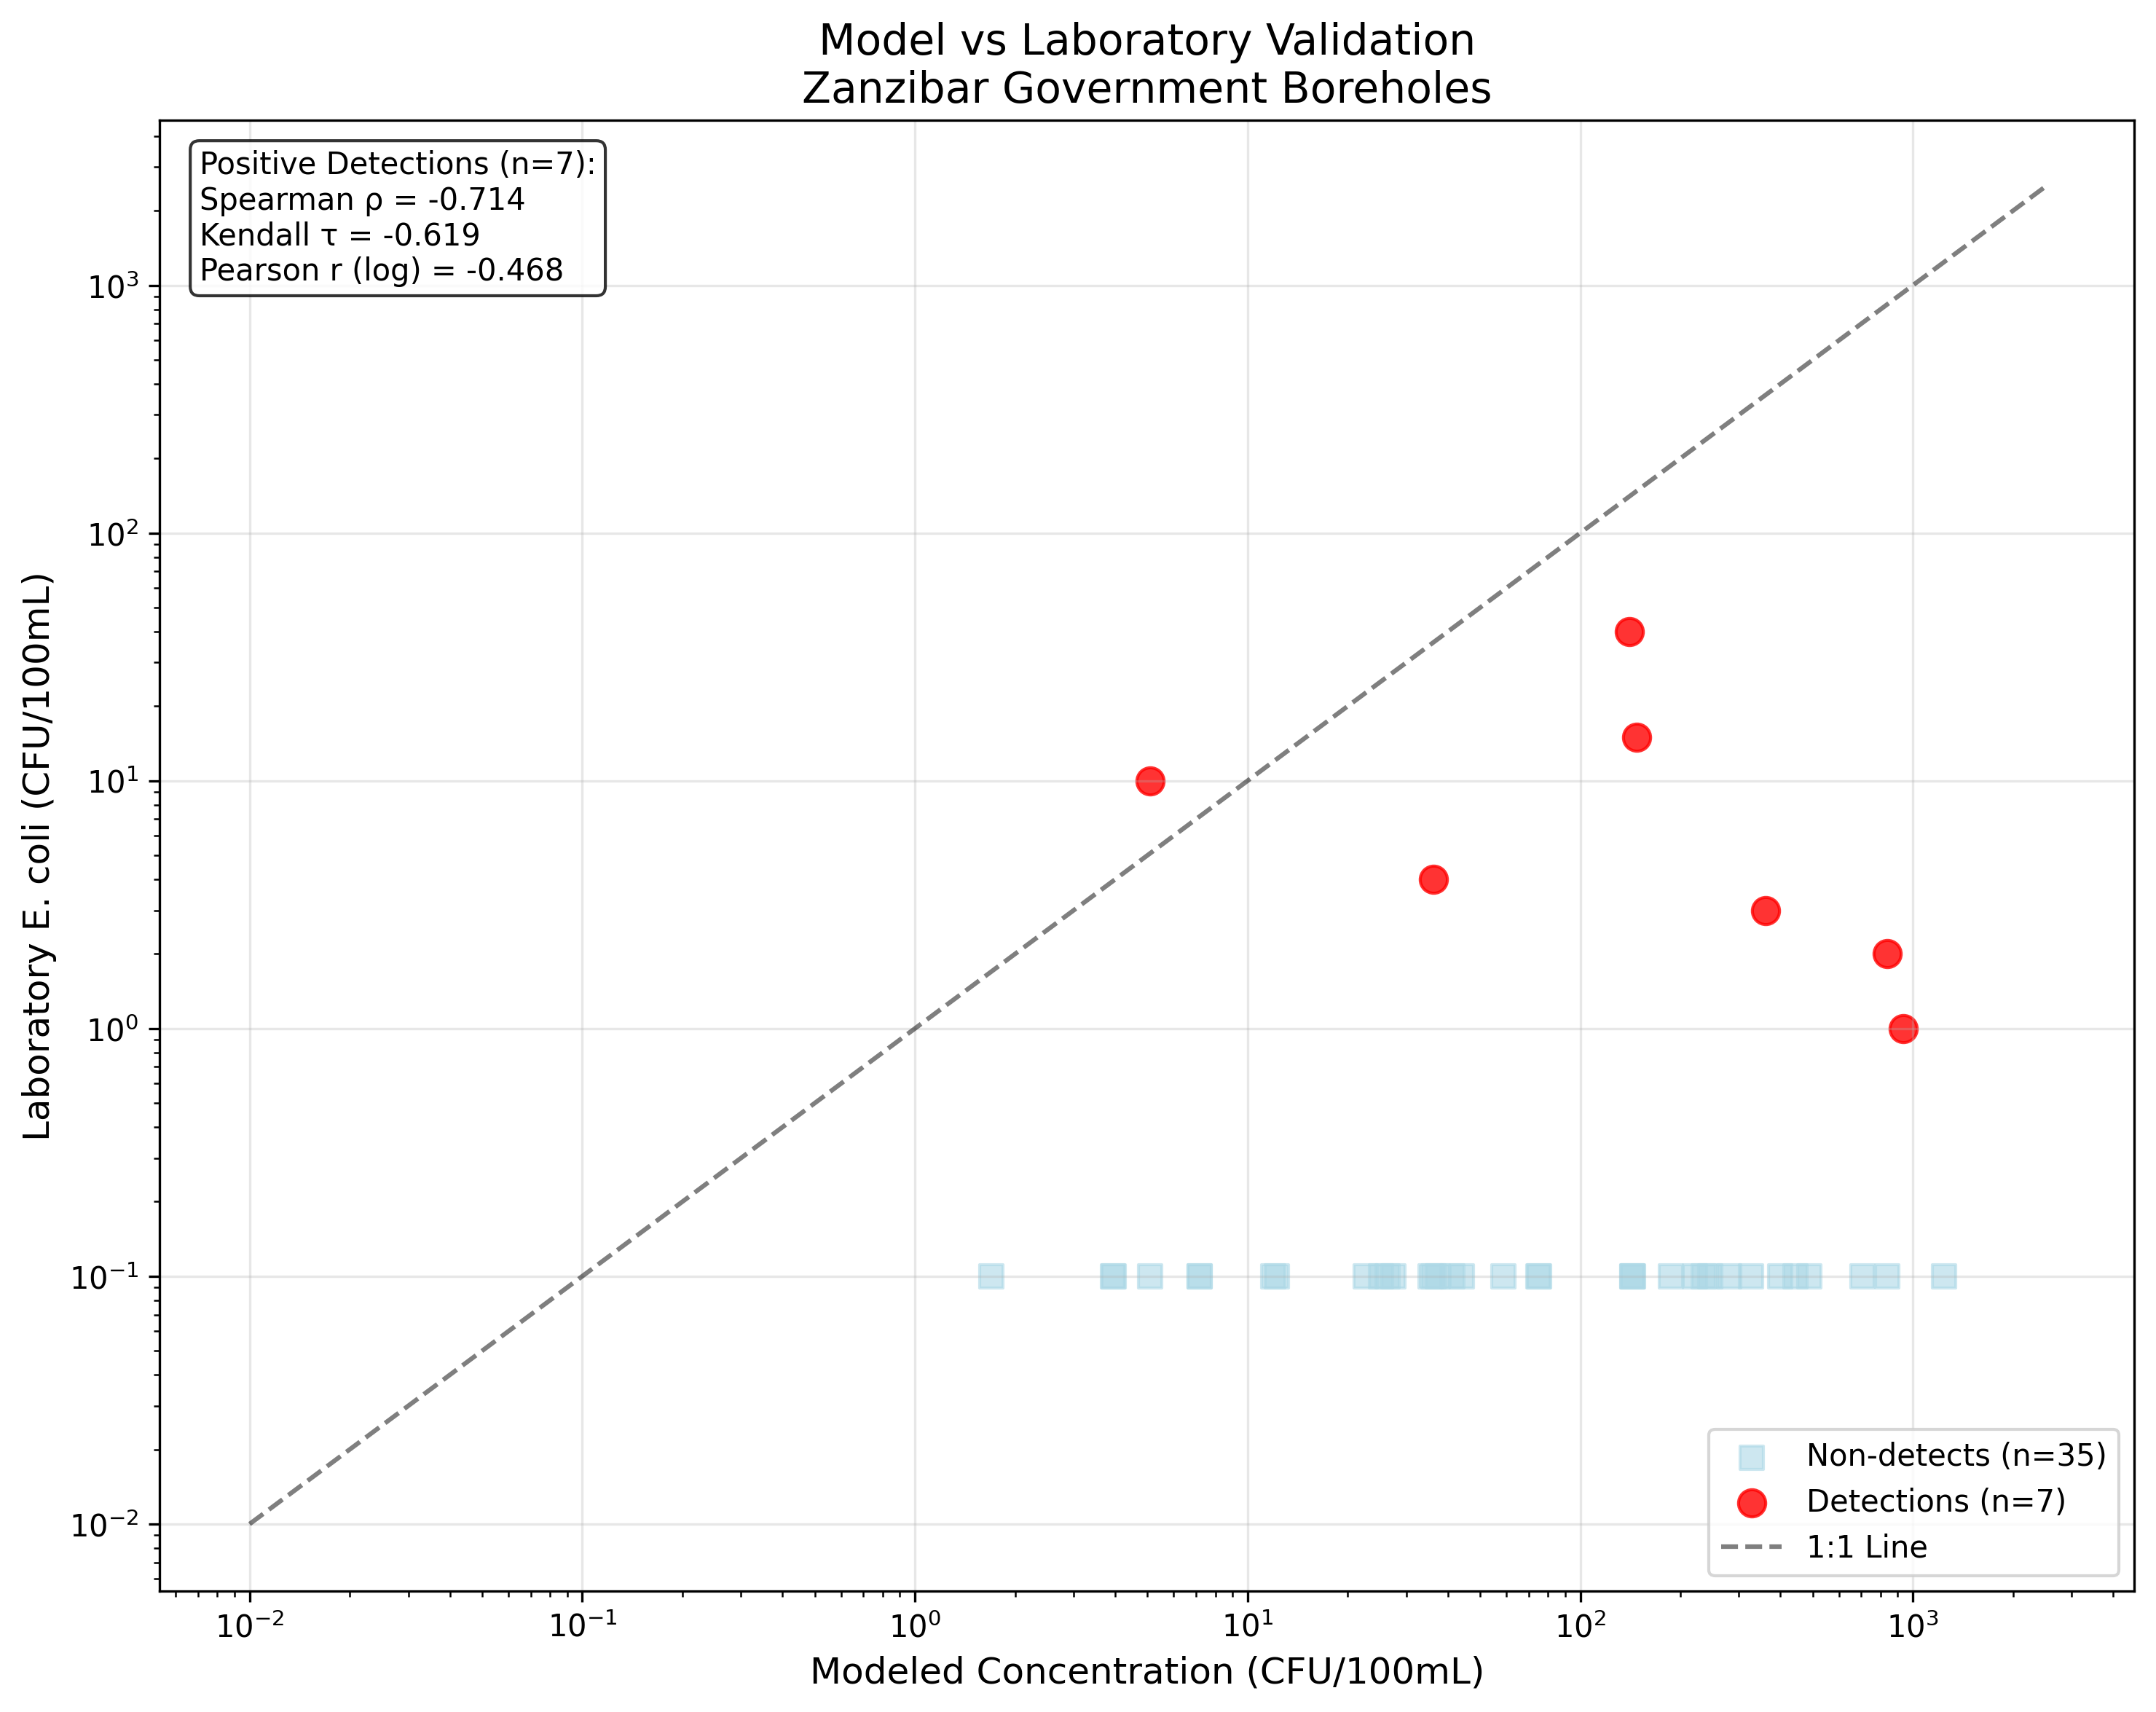 Model vs Laboratory Validation
Zanzibar Government Boreholes
Positive Detections (n=7):
Spearman ρ = -0.714
Kendall τ = -0.619
Pearson r (log) = -0.468
Laboratory E. coli (CFU/100mL)
10³
10²
10¹
10⁰
10⁻¹
10⁻²
Non-detects (n=35)
Detections (n=7)
1:1 Line
10⁻² 10⁻¹ 10⁰ 10¹ 10² 10³
Modeled Concentration (CFU/100mL)